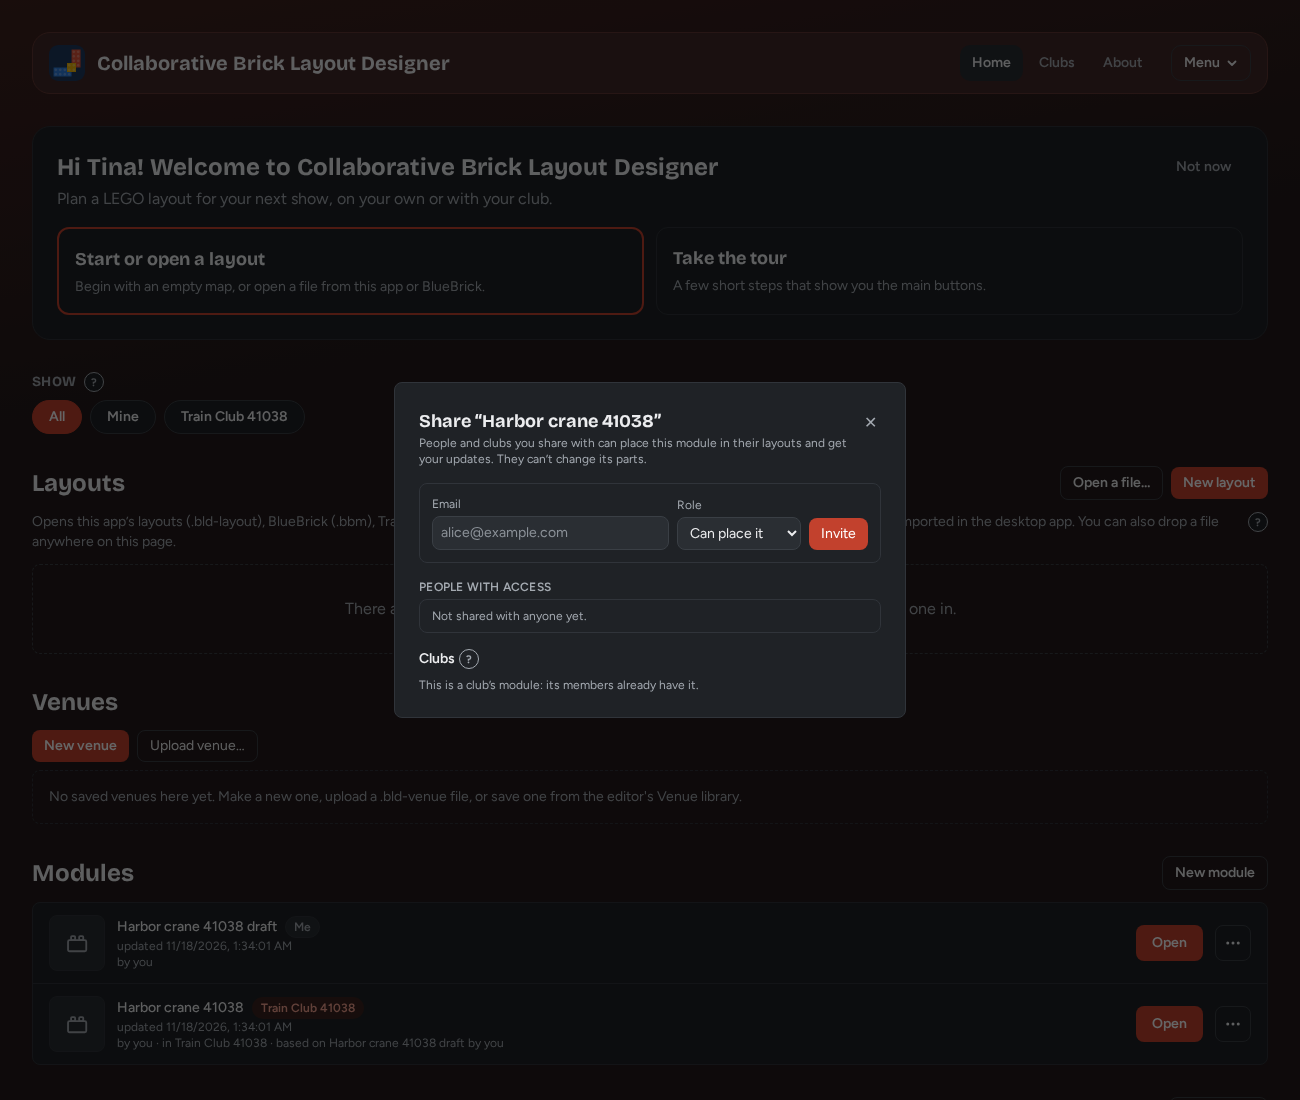 Collaborative Brick Layout Designer
Home Clubs About Menu
Hi Tina! Welcome to Collaborative Brick Layout Designer
Not now
Plan a LEGO layout for your next show, on your own or with your club.
Start or open a layout
Begin with an empty map, or open a file from this app or BlueBrick.
Take the tour
A few short steps that show you the main buttons.
SHOW ?
All Mine Train Club 41038
Share “Harbor crane 41038” ×
People and clubs you share with can place this module in their layouts and get
your updates. They can’t change its parts.
Email
alice@example.com
Role
Can place it
Invite
PEOPLE WITH ACCESS
Not shared with anyone yet.
Clubs ?
This is a club’s module: its members already have it.
Layouts
Open a file... New layout
Opens this app's layouts (.bld-layout), BlueBrick (.bbm), Tra
ported in the desktop app. You can also drop a file ?
anywhere on this page.
There a
one in.
Venues
New venue Upload venue...
No saved venues here yet. Make a new one, upload a .bld-venue file, or save one from the editor's Venue library.
Modules
New module
Harbor crane 41038 draft Me
updated 11/18/2026, 1:34:01 AM
by you
Open ...
Harbor crane 41038 Train Club 41038
updated 11/18/2026, 1:34:01 AM
by you · in Train Club 41038 · based on Harbor crane 41038 draft by you
Open ...